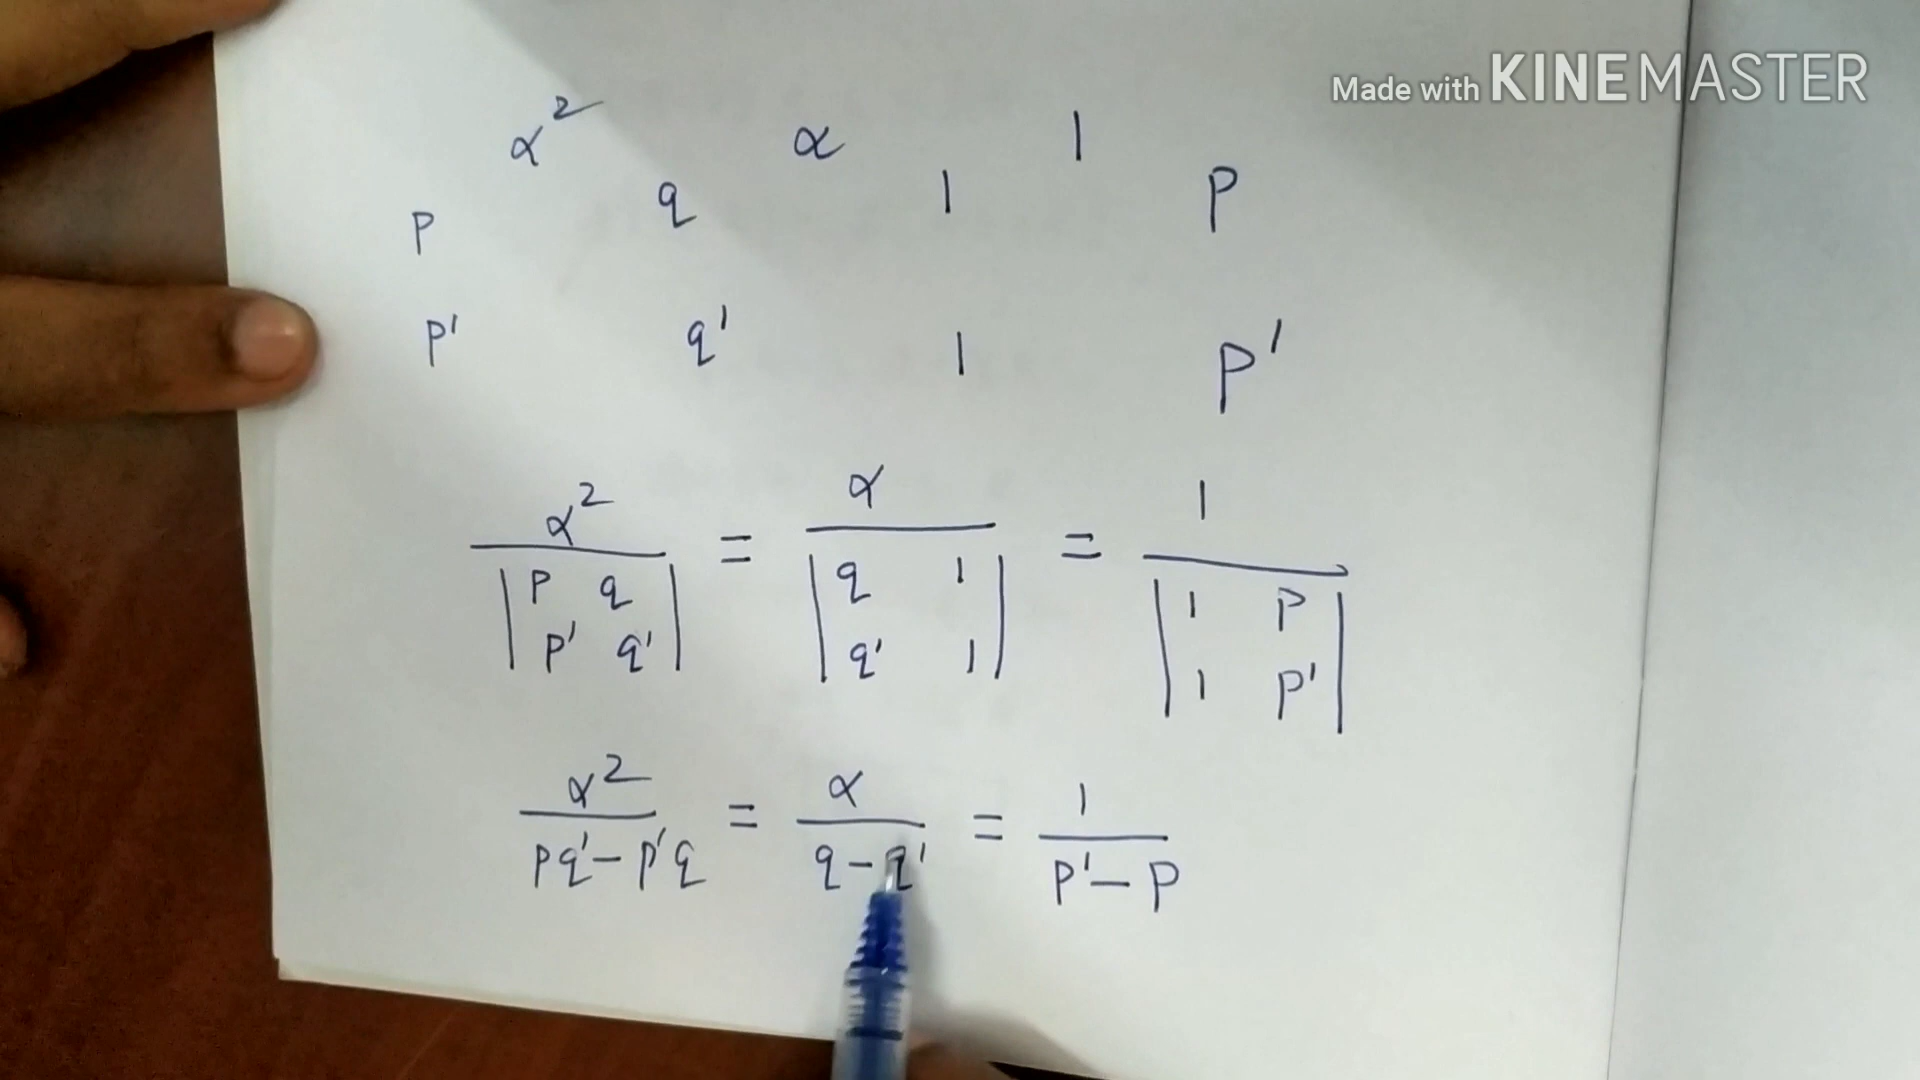 Made with KINEMASTER
α² α 1
p q 1 p
p' q' 1 p'
α² = α = 1
|p q| |q 1| |1 p|
|p' q'| |q' 1| |1 p'|
α² = α = 1
pq'-p'q q-q' p'-p